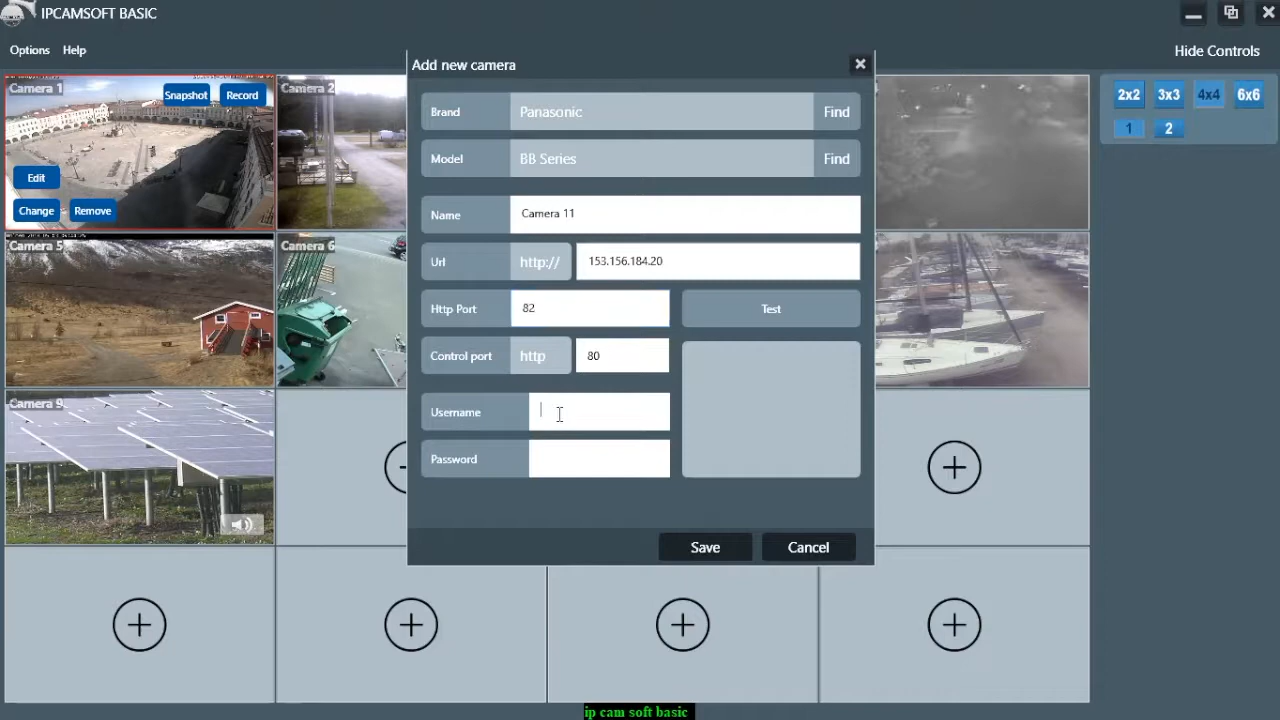 IPCAMSOFT BASIC
Options Help
Hide Controls
Camera 1
Snapshot
Record
Edit
Change
Remove
Camera 2
Add new camera
Brand Panasonic Find
Model BB Series Find
Name Camera 11
Url http:// 153.156.184.20
Http Port 82 Test
Control port http 80
Username
Password
Save Cancel
2x2 3x3 4x4 6x6
1 2
Camera 5
Camera 6
Camera 9
ip cam soft basic